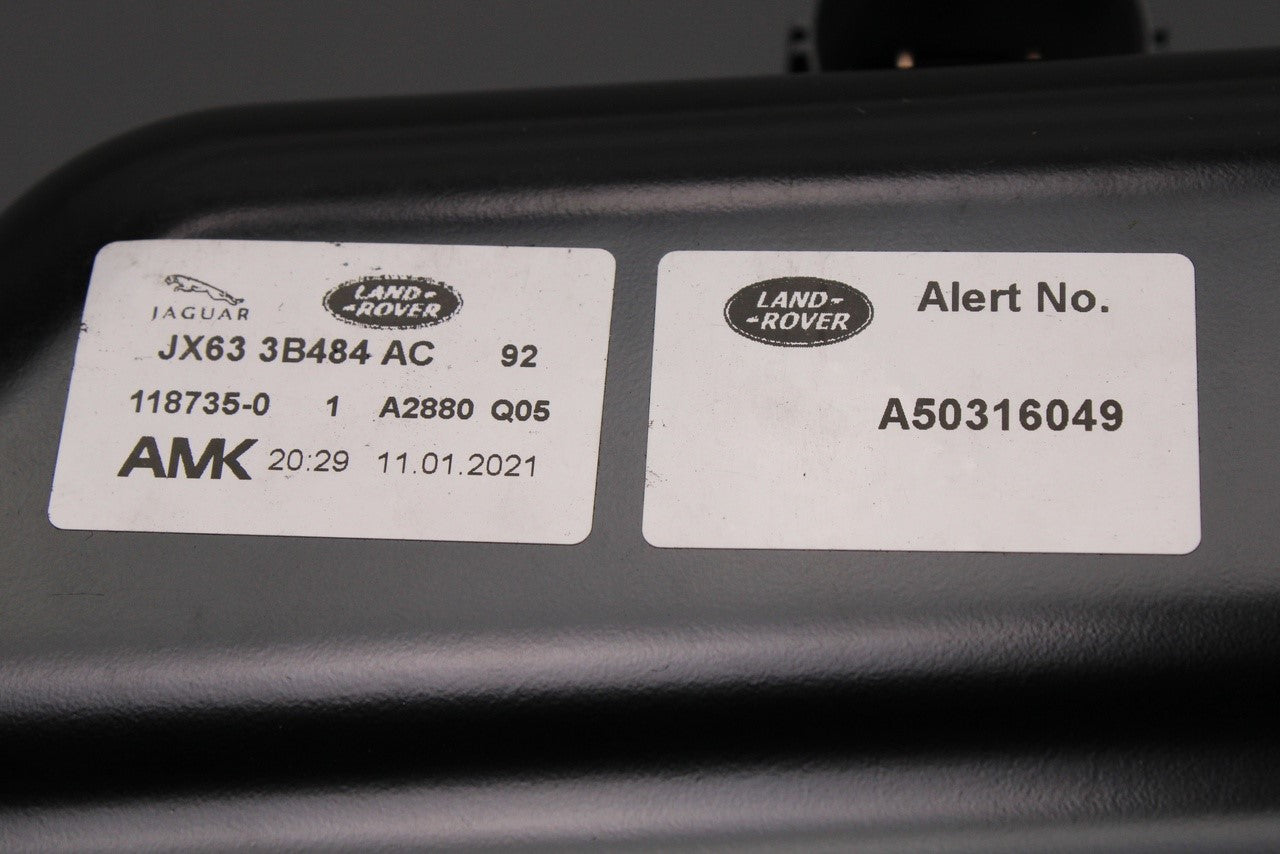 JAGUAR
LAND-
-ROVER
JX63 3B484 AC 92
118735-0 1 A2880 Q05
AMK 20:29 11.01.2021
LAND-
-ROVER
Alert No.
A50316049